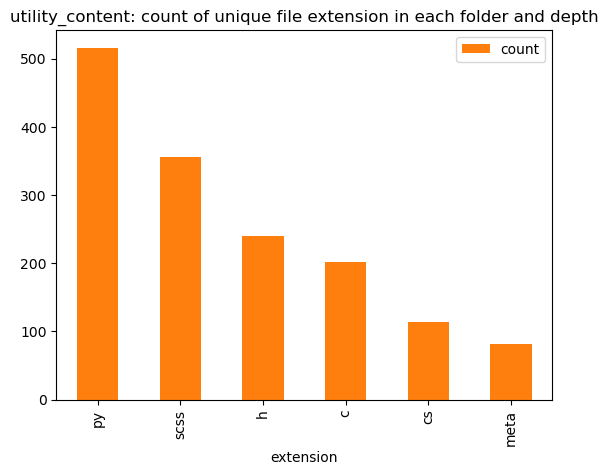 utility_content: count of unique file extension in each folder and depth
count
500
400
300
200
100
0
py
scss
h
c
cs
meta
extension